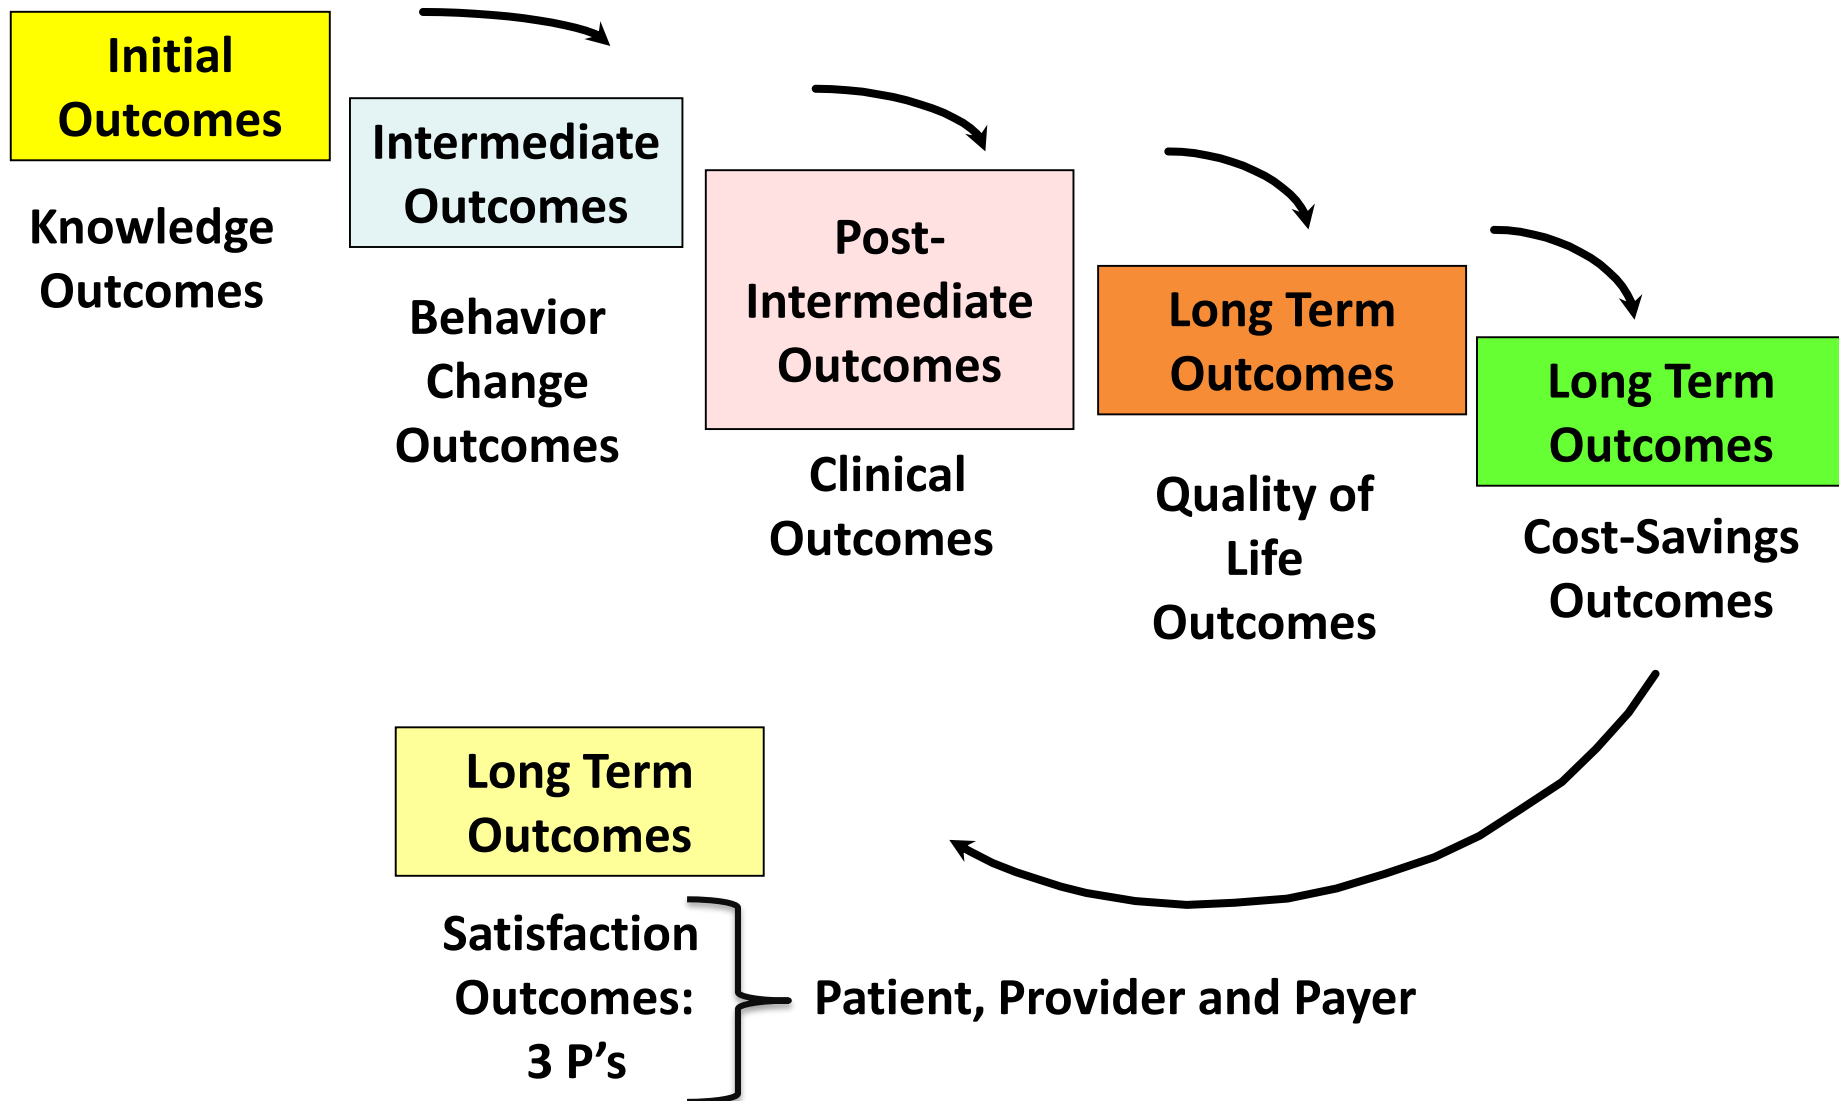 Initial
Outcomes
Knowledge
Outcomes
Intermediate
Outcomes
Behavior
Change
Outcomes
Post-
Intermediate
Outcomes
Clinical
Outcomes
Long Term
Outcomes
Quality of
Life
Outcomes
Long Term
Outcomes
Cost-Savings
Outcomes
Long Term
Outcomes
Satisfaction
Outcomes:
3 P’s
Patient, Provider and Payer